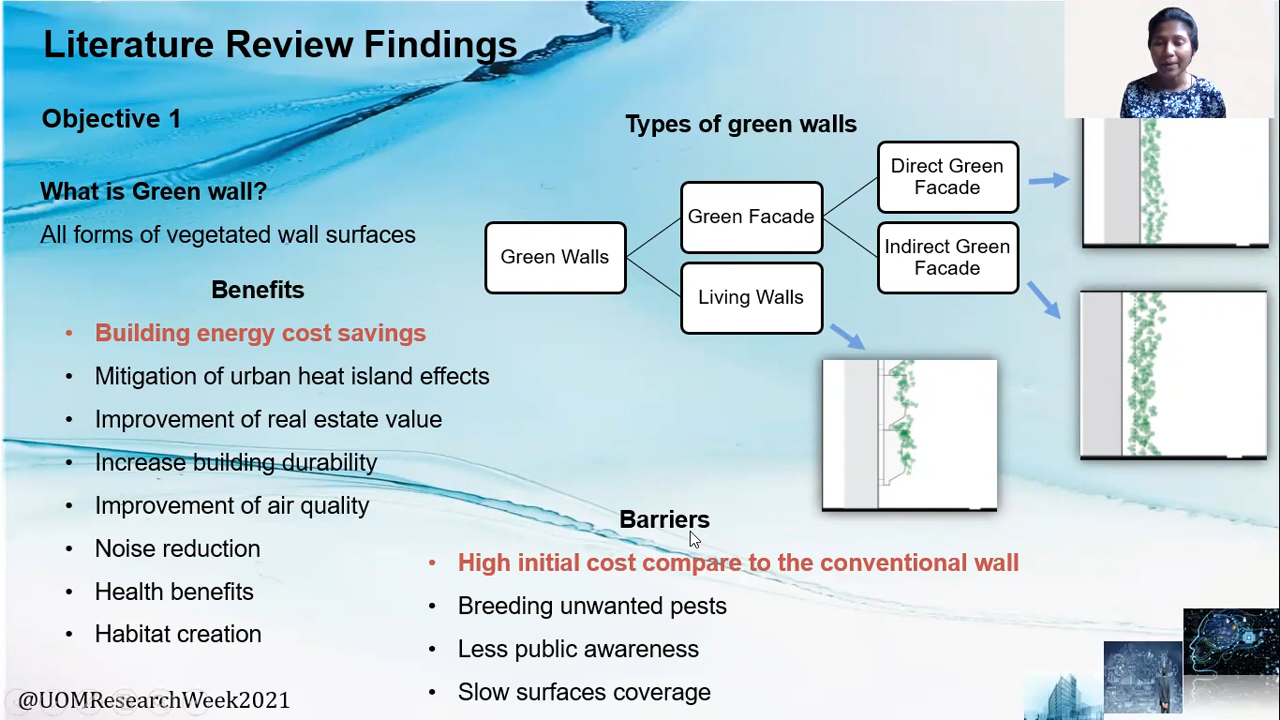 Literature Review Findings
Objective 1
What is Green wall?
All forms of vegetated wall surfaces
Benefits
• Building energy cost savings
• Mitigation of urban heat island effects
• Improvement of real estate value
• Increase building durability
• Improvement of air quality
• Noise reduction
• Health benefits
• Habitat creation
Types of green walls
Green Walls
Green Facade
Living Walls
Direct Green
Facade
Indirect Green
Facade
Barriers
• High initial cost compare to the conventional wall
• Breeding unwanted pests
• Less public awareness
• Slow surfaces coverage
@UOMResearchWeek2021